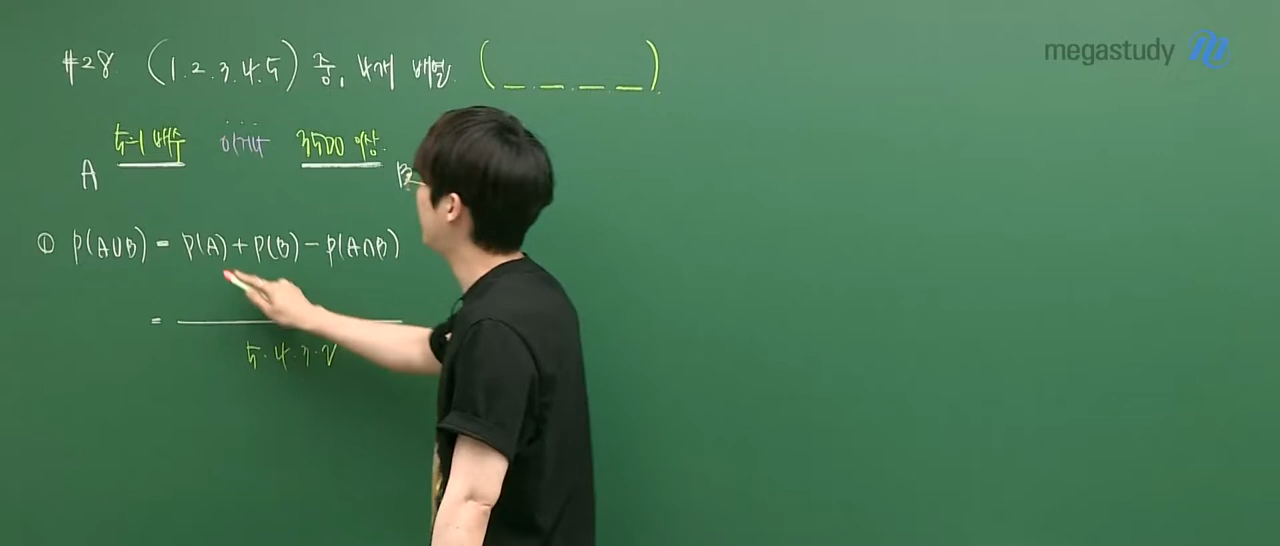 #28. (1.2.3.4.5) 중, 4개 배열. (_ _ _ _)
megastudy
5의 배수 이거나 3500 이상.
A B
① P(A∪B) = P(A)+P(B)-P(A∩B)
=
5·4·3·2